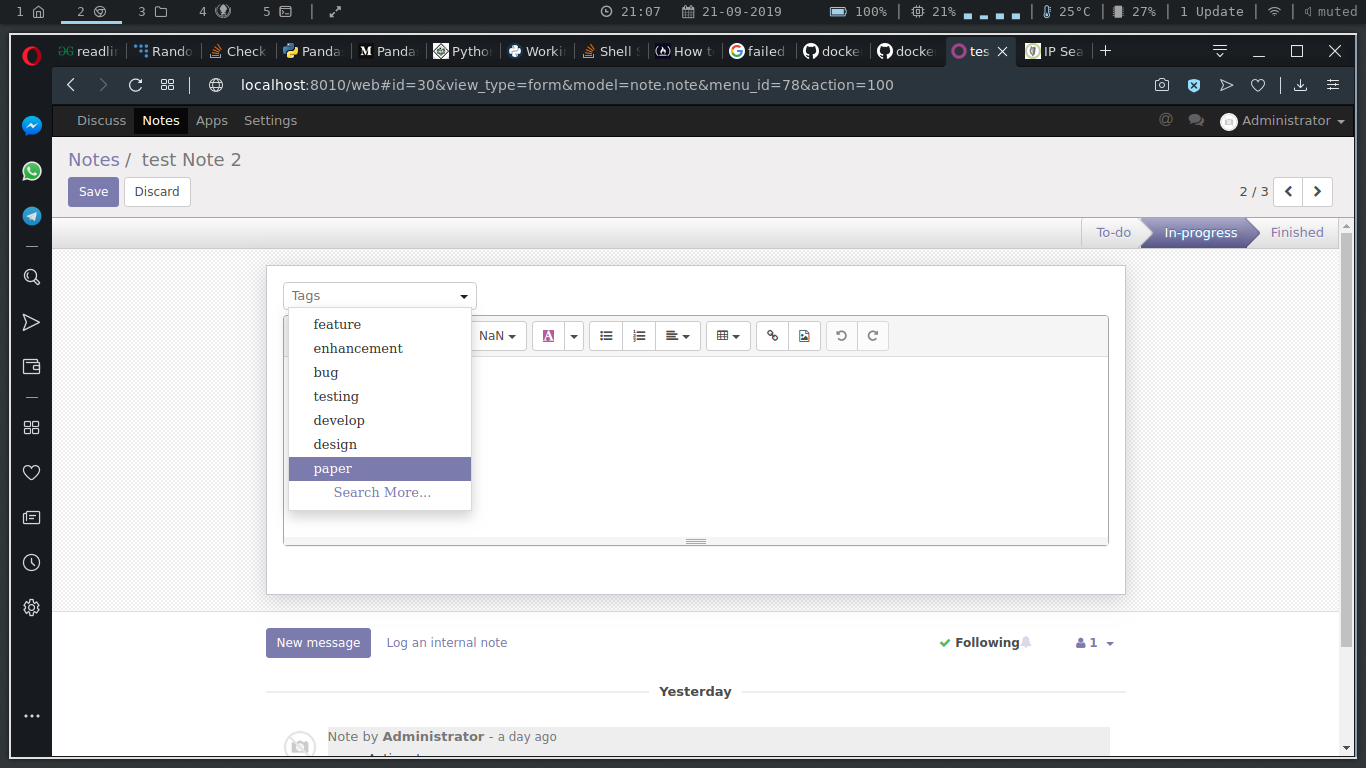 1 2 3 4 5 21:07 21-09-2019 100% 21% 25°C 27% 1 Update muted
readli Rando Check Panda Panda Pytho Worki Shell How t failed docke docke tes IP Sea
localhost:8010/web#id=30&view_type=form&model=note.note&menu_id=78&action=100
Discuss Notes Apps Settings @ Administrator
Notes / test Note 2
Save Discard 2 / 3
To-do In-progress Finished
Tags
feature
NaN A
enhancement
bug
testing
develop
design
paper
Search More...
New message Log an internal note Following 1
Yesterday
Note by Administrator - a day ago